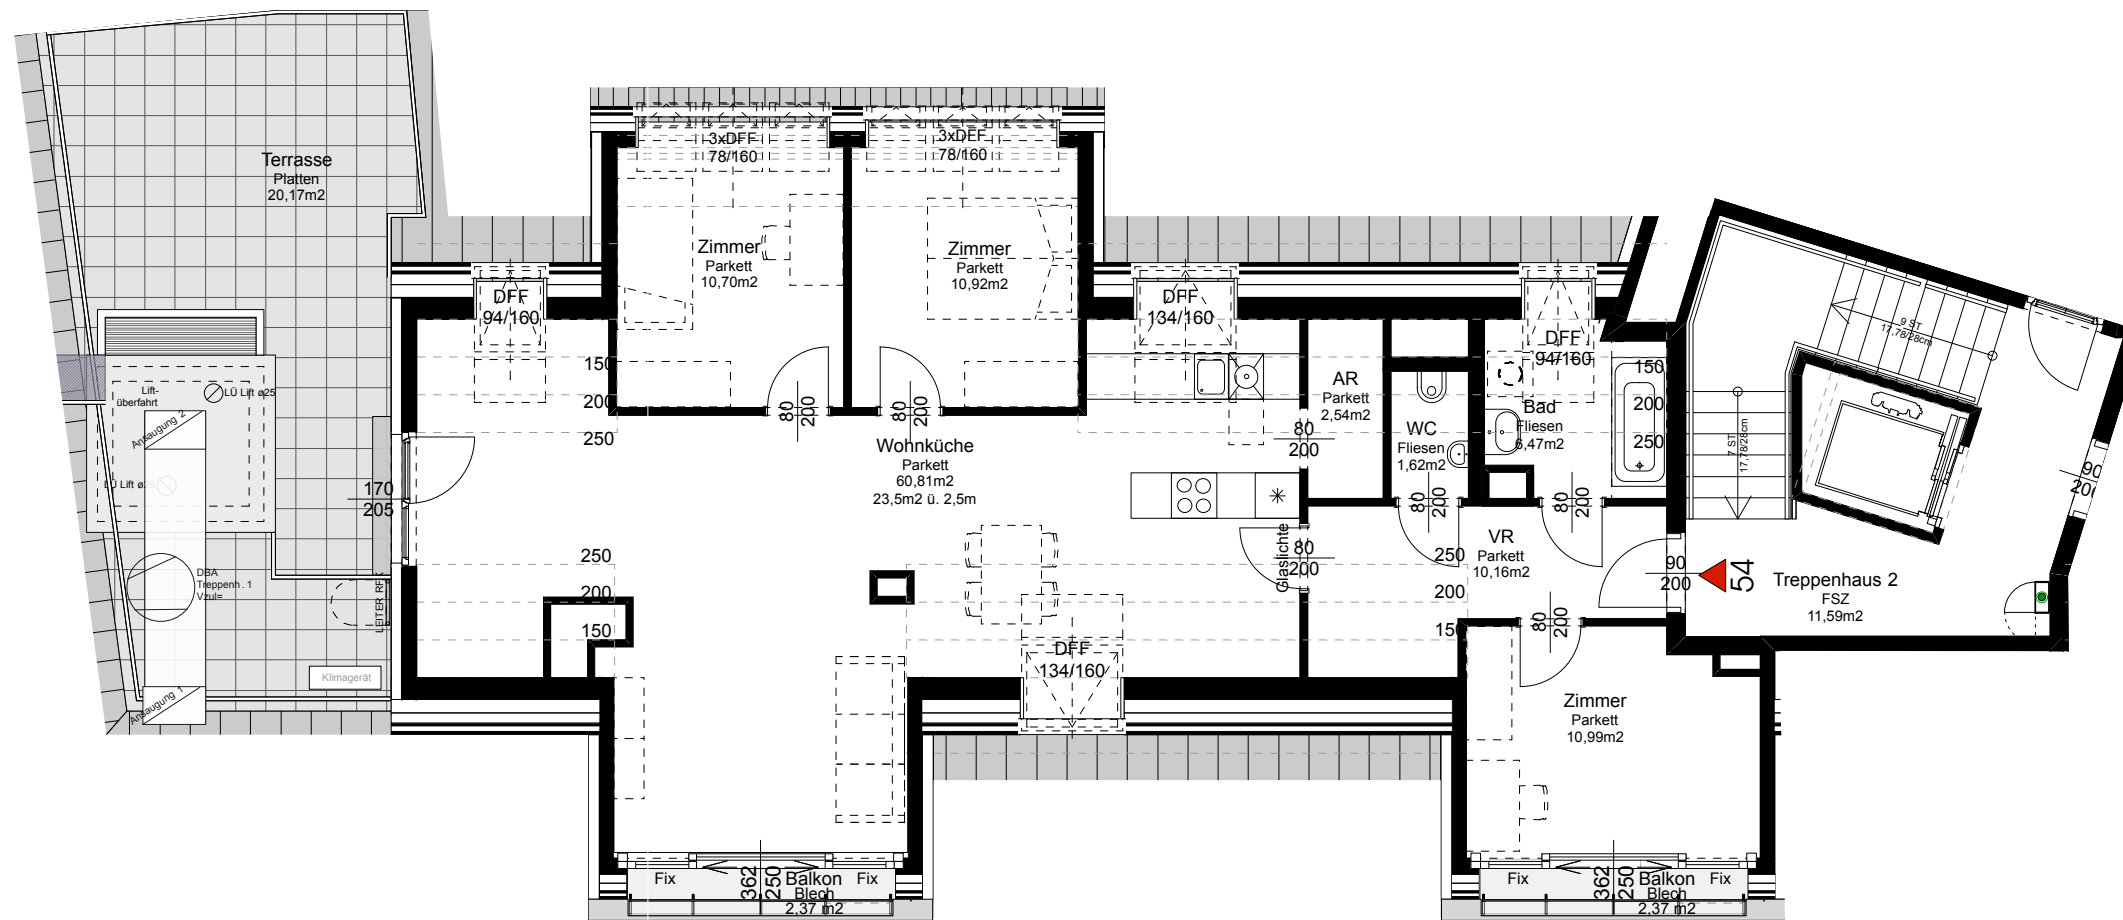 Terrasse
Platten
20,17m2
3xDFF
78/160
3xDFF
78/160
Zimmer
Parkett
10,70m2
Zimmer
Parkett
10,92m2
DFF
94/160
DFF
134/160
DFF
94/160
9 ST
17,78/28cm
7 ST
17,78/28cm
150
200
250
80
200
80
200
Lift-
überfahrt
LÜ Lift ø25
Ansaugung 2
LÜ Lift ø25
170
205
Wohnküche
Parkett
60,81m2
23,5m2 ü. 2,5m
AR
Parkett
2,54m2
80
200
WC
Fliesen
1,62m2
Bad
Fliesen
6,47m2
150
200
250
80
200
80
200
90
200
DBA
Treppenh . 1
Vzul=
LEITER RFK
Klimagerät
Ansaugung 1
250
200
150
Glaslichte
80
200
250
200
150
VR
Parkett
10,16m2
90
200
54
Treppenhaus 2
FSZ
11,59m2
80
200
DFF
134/160
Zimmer
Parkett
10,99m2
Fix
362
250
Balkon
Blech
2,37 m2
Fix
Fix
362
250
Balkon
Blech
2,37 m2
Fix